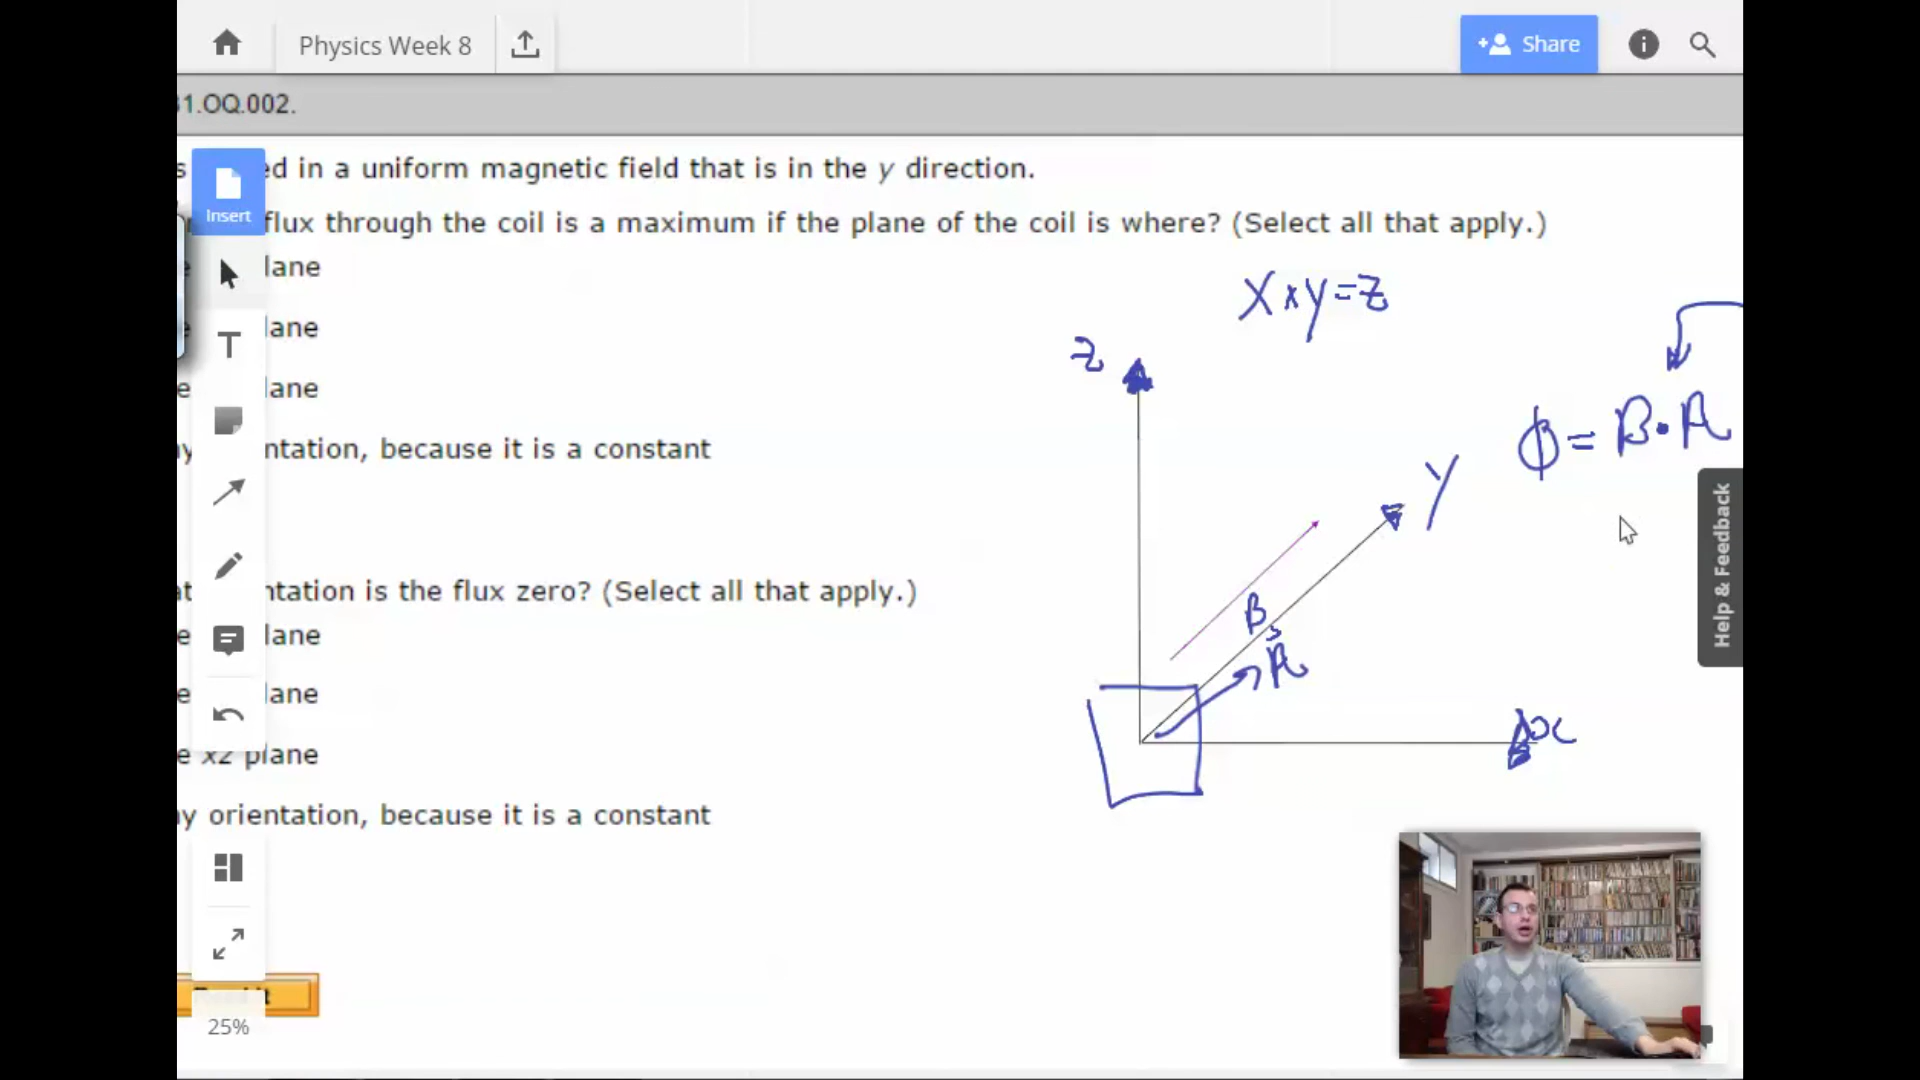 Physics Week 8
Share
31.OQ.002.
ed in a uniform magnetic field that is in the y direction.
flux through the coil is a maximum if the plane of the coil is where? (Select all that apply.)
Insert
lane
lane
lane
ntation, because it is a constant
ntation is the flux zero? (Select all that apply.)
lane
lane
e xz plane
ny orientation, because it is a constant
25%
X x Y = Z
Z
Y
Φ = B • A
B
A
x
Help & Feedback